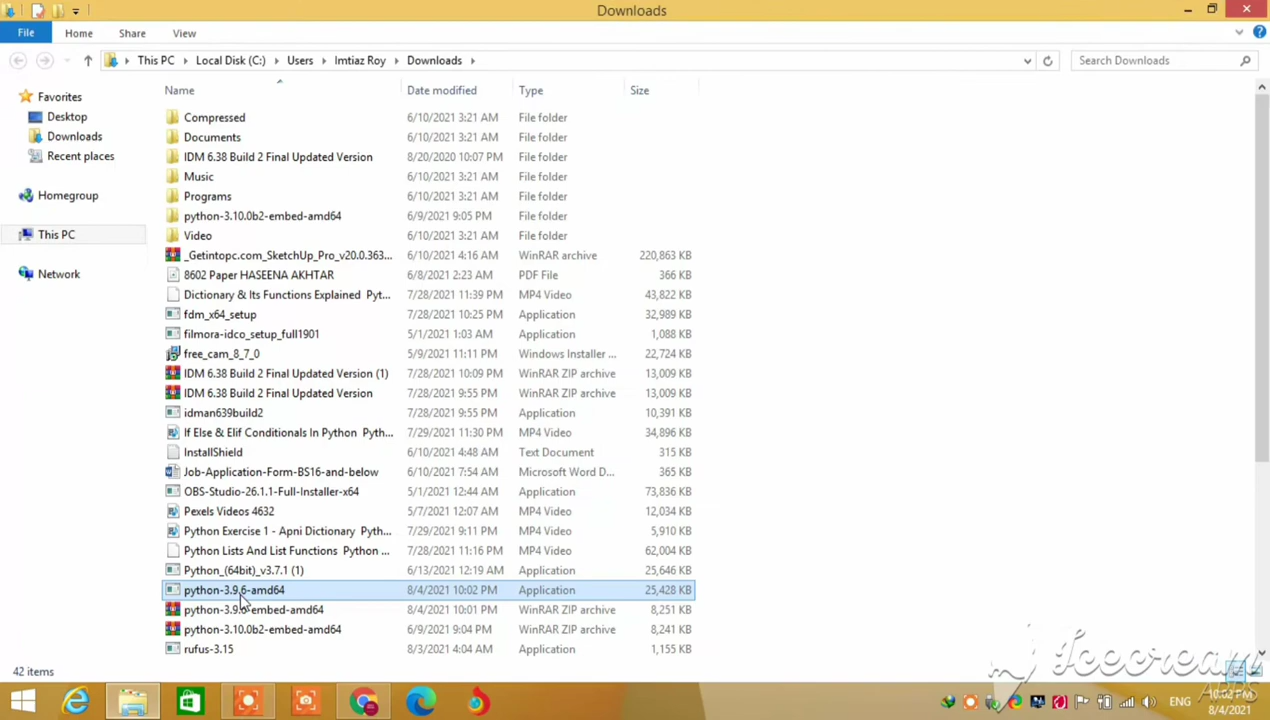 Downloads
File Home Share View
This PC Local Disk (C:) Users Imtiaz Roy Downloads Search Downloads
Favorites
Desktop
Downloads
Recent places
Homegroup
This PC
Network
Name Date modified Type Size
Compressed 6/10/2021 3:21 AM File folder
Documents 6/10/2021 3:21 AM File folder
IDM 6.38 Build 2 Final Updated Version 8/20/2020 10:07 PM File folder
Music 6/10/2021 3:21 AM File folder
Programs 6/10/2021 3:21 AM File folder
python-3.10.0b2-embed-amd64 6/9/2021 9:05 PM File folder
Video 6/10/2021 3:21 AM File folder
_Getintopc.com_SketchUp_Pro_v20.0.363... 6/10/2021 4:16 AM WinRAR archive 220,863 KB
8602 Paper HASEENA AKHTAR 6/8/2021 2:23 AM PDF File 366 KB
Dictionary & Its Functions Explained Pyt... 7/28/2021 11:39 PM MP4 Video 43,822 KB
fdm_x64_setup 7/28/2021 10:25 PM Application 32,989 KB
filmora-idco_setup_full1901 5/1/2021 1:03 AM Application 1,088 KB
free_cam_8_7_0 5/9/2021 11:11 PM Windows Installer ... 22,724 KB
IDM 6.38 Build 2 Final Updated Version (1) 7/28/2021 10:09 PM WinRAR ZIP archive 13,009 KB
IDM 6.38 Build 2 Final Updated Version 7/28/2021 9:55 PM WinRAR ZIP archive 13,009 KB
idman639build2 7/28/2021 9:55 PM Application 10,391 KB
If Else & Elif Conditionals In Python Pyth... 7/29/2021 11:30 PM MP4 Video 34,896 KB
InstallShield 6/10/2021 4:48 AM Text Document 315 KB
Job-Application-Form-BS16-and-below 6/10/2021 7:54 AM Microsoft Word D... 365 KB
OBS-Studio-26.1.1-Full-Installer-x64 5/1/2021 12:44 AM Application 73,836 KB
Pexels Videos 4632 5/7/2021 12:07 AM MP4 Video 12,034 KB
Python Exercise 1 - Apni Dictionary Pyth... 7/29/2021 9:11 PM MP4 Video 5,910 KB
Python Lists And List Functions Python ... 7/28/2021 11:16 PM MP4 Video 62,004 KB
Python_(64bit)_v3.7.1 (1) 6/13/2021 12:19 AM Application 25,646 KB
python-3.9.6-amd64 8/4/2021 10:02 PM Application 25,428 KB
python-3.9.6-embed-amd64 8/4/2021 10:01 PM WinRAR ZIP archive 8,251 KB
python-3.10.0b2-embed-amd64 6/9/2021 9:04 PM WinRAR ZIP archive 8,241 KB
rufus-3.15 8/3/2021 4:04 AM Application 1,155 KB
42 items
Icecream
APPS
ENG 10:02 PM
8/4/2021